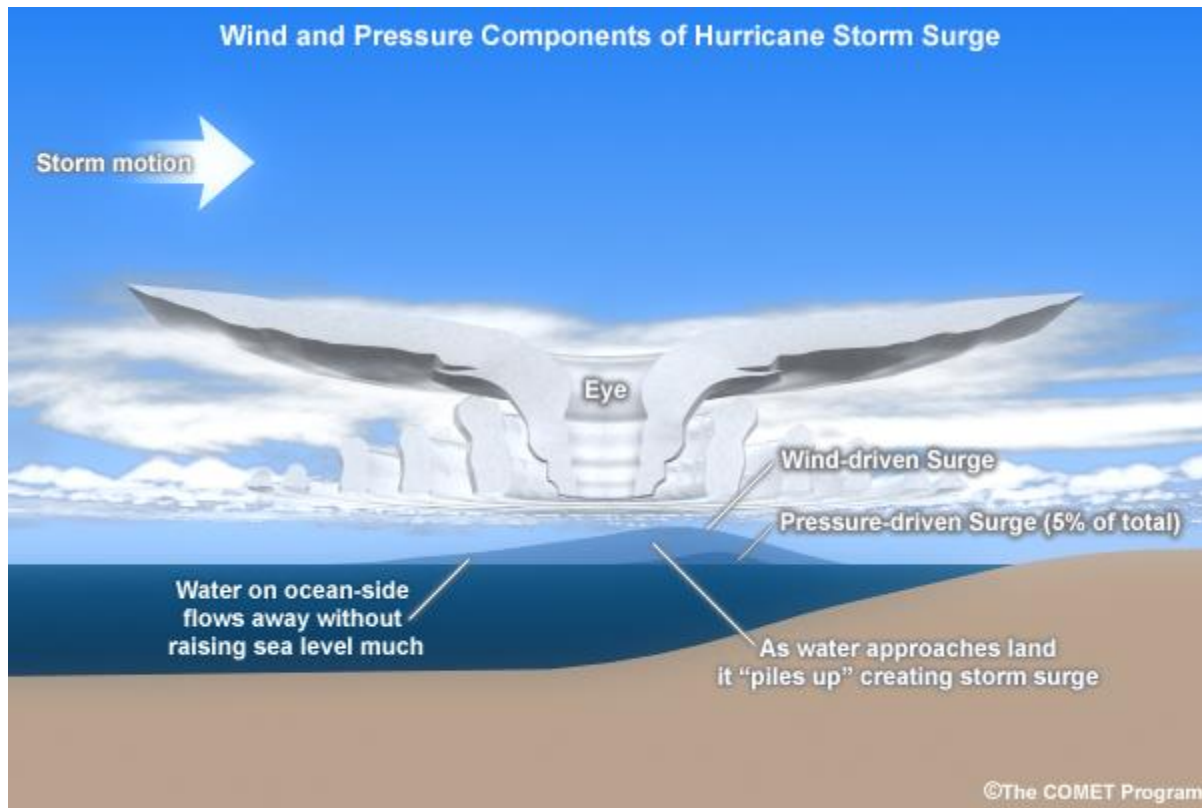 Wind and Pressure Components of Hurricane Storm Surge
Storm motion
Eye
Wind-driven Surge
Pressure-driven Surge (5% of total)
Water on ocean-side
flows away without
raising sea level much
As water approaches land
it “piles up” creating storm surge
©The COMET Program